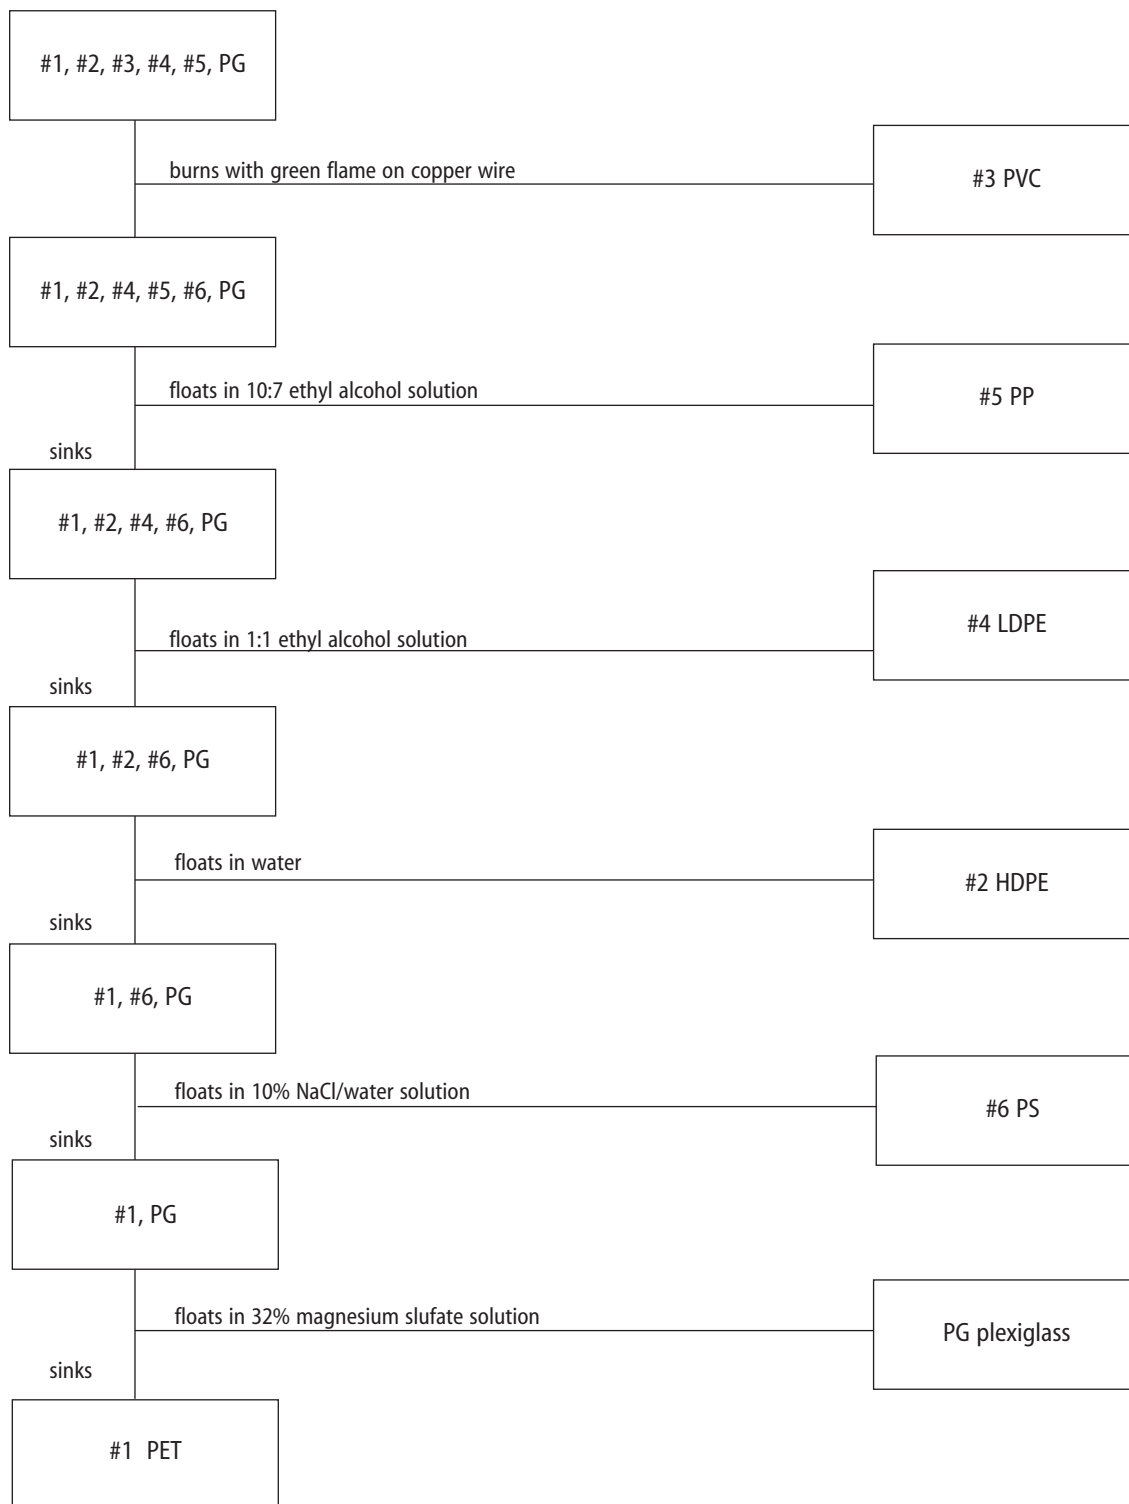 #1, #2, #3, #4, #5, PG
burns with green flame on copper wire
#3 PVC
#1, #2, #4, #5, #6, PG
floats in 10:7 ethyl alcohol solution
#5 PP
sinks
#1, #2, #4, #6, PG
floats in 1:1 ethyl alcohol solution
#4 LDPE
sinks
#1, #2, #6, PG
floats in water
#2 HDPE
sinks
#1, #6, PG
floats in 10% NaCl/water solution
#6 PS
sinks
#1, PG
floats in 32% magnesium slufate solution
PG plexiglass
sinks
#1 PET